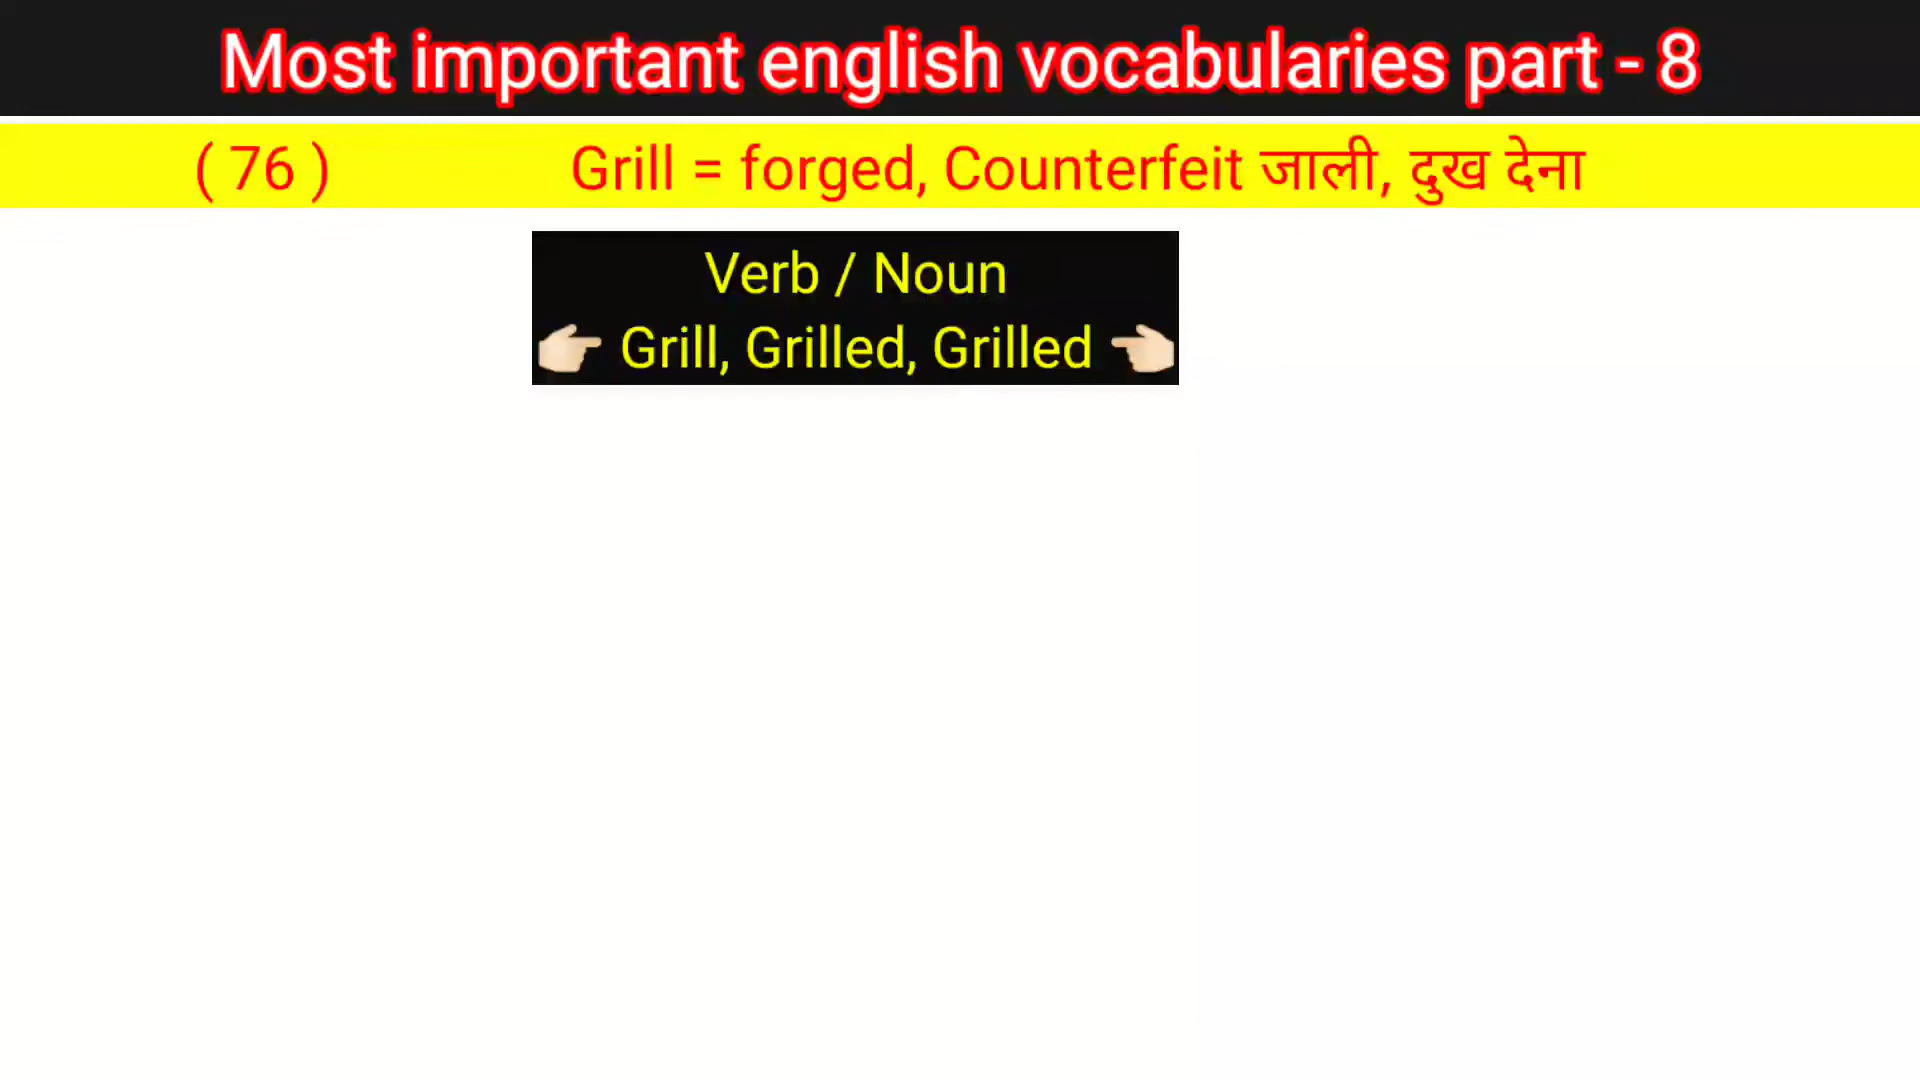 Most important english vocabularies part - 8
( 76 ) Grill = forged, Counterfeit जाली, दुख देना
Verb / Noun
👉🏻 Grill, Grilled, Grilled 👈🏻